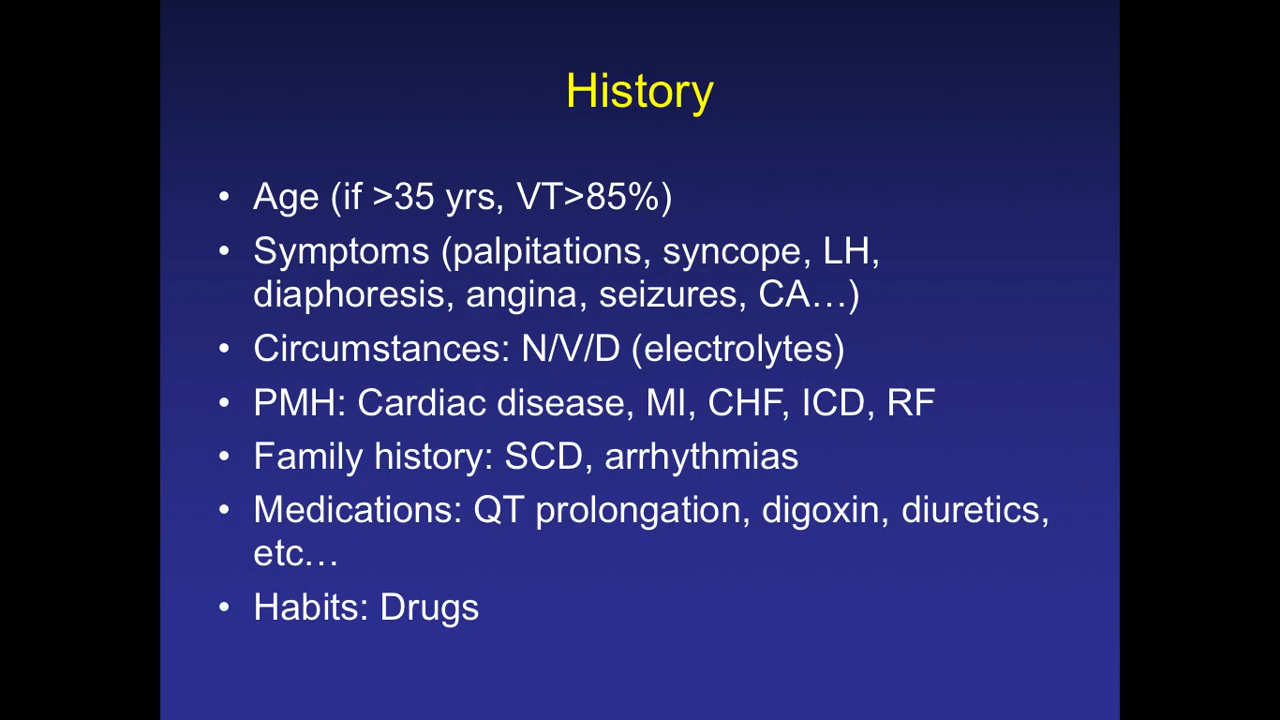 History
• Age (if >35 yrs, VT>85%)
• Symptoms (palpitations, syncope, LH,
diaphoresis, angina, seizures, CA…)
• Circumstances: N/V/D (electrolytes)
• PMH: Cardiac disease, MI, CHF, ICD, RF
• Family history: SCD, arrhythmias
• Medications: QT prolongation, digoxin, diuretics,
etc…
• Habits: Drugs